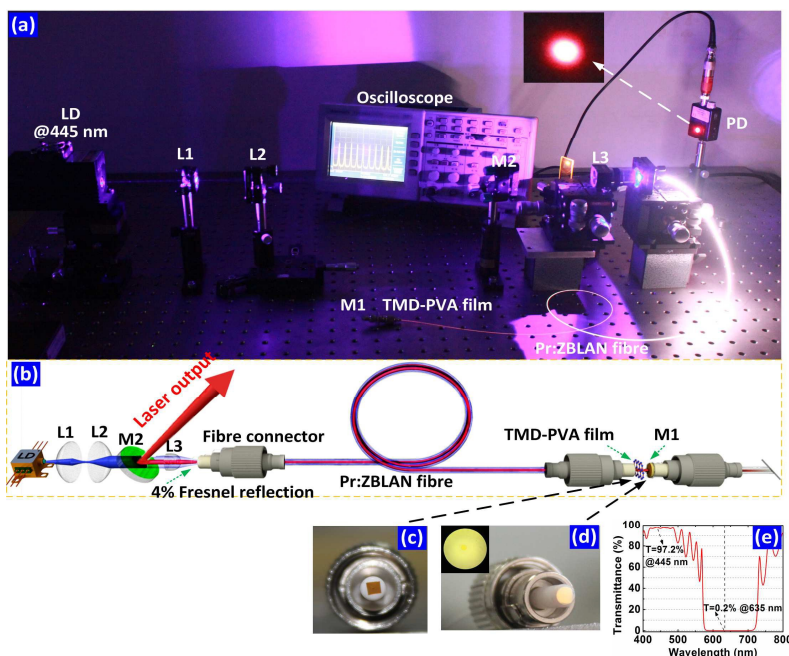 (a)
LD
@445 nm
L1
L2
Oscilloscope
M2
L3
PD
M1 TMD-PVA film
Pr:ZBLAN fibre
(b)
Laser output
LD
L1
L2
M2
L3
Fibre connector
4% Fresnel reflection
Pr:ZBLAN fibre
TMD-PVA film
M1
(c)
(d)
(e)
Transmittance (%)
100
80
60
40
20
0
T=97.2%
@445 nm
T=0.2% @635 nm
400 500 600 700 800
Wavelength (nm)